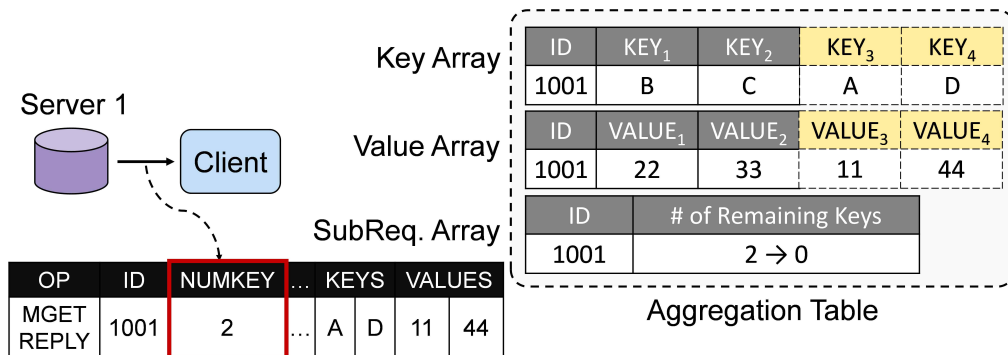 Key Array
ID KEY₁ KEY₂ KEY₃ KEY₄
1001 B C A D
Server 1
Client
Value Array
ID VALUE₁ VALUE₂ VALUE₃ VALUE₄
1001 22 33 11 44
SubReq. Array
ID # of Remaining Keys
1001 2 → 0
Aggregation Table
OP ID NUMKEY ... KEYS VALUES
MGET
REPLY 1001 2 ... A D 11 44